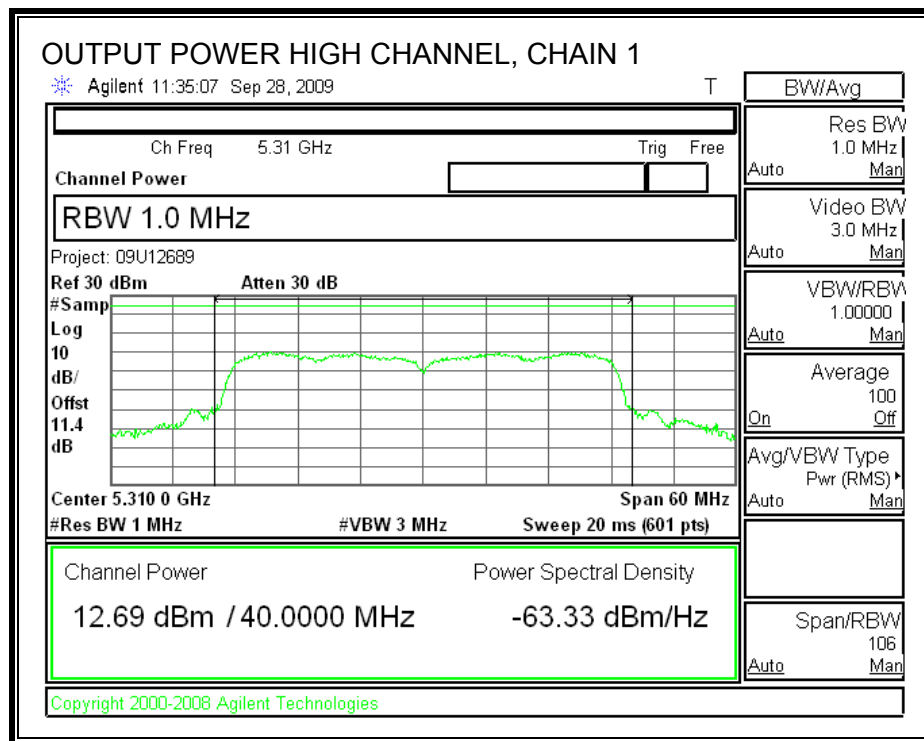 OUTPUT POWER HIGH CHANNEL, CHAIN 1
Agilent 11:35:07 Sep 28, 2009 T
BW/Avg
Ch Freq 5.31 GHz Trig Free
Channel Power
RBW 1.0 MHz
Project: 09U12689
Ref 30 dBm Atten 30 dB
#Samp
Log
10
dB/
Offst
11.4
dB
Center 5.310 0 GHz Span 60 MHz
#Res BW 1 MHz #VBW 3 MHz Sweep 20 ms (601 pts)
Channel Power Power Spectral Density
12.69 dBm / 40.0000 MHz -63.33 dBm/Hz
Copyright 2000-2008 Agilent Technologies
Res BW
1.0 MHz
Auto Man
Video BW
3.0 MHz
Auto Man
VBW/RBW
1.00000
Auto Man
Average
100
On Off
Avg/VBW Type
Pwr (RMS)
Auto Man
Span/RBW
106
Auto Man